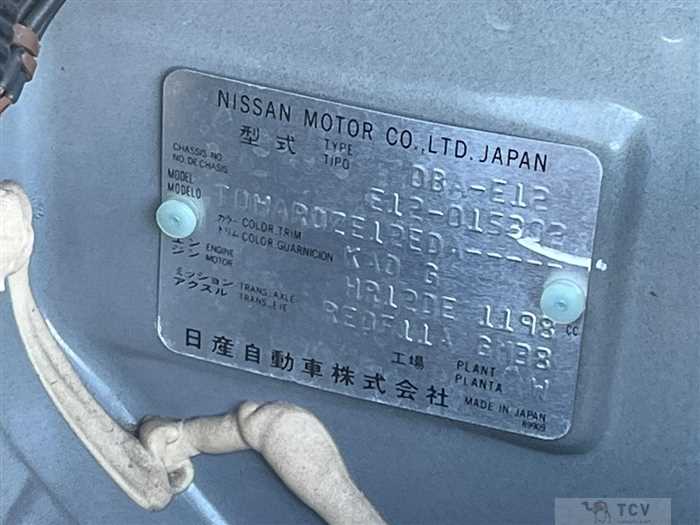 NISSAN MOTOR CO.,LTD. JAPAN
型式 TYPE TIPO DBA-E12
CHASSIS NO. NO. DE CHASIS E12-015302
MODEL MODELO TDMARDZE12EDA-----
カラー トリム COLOR, TRIM COLOR, GUARNICION KAD G
エンジン ENGINE MOTOR HR12DE 1198 CC
ミッション アクスル TRANS., AXLE TRANS., EJE RE0F11A GH38
工場 PLANT PLANTA W
日産自動車株式会社 MADE IN JAPAN
TCV